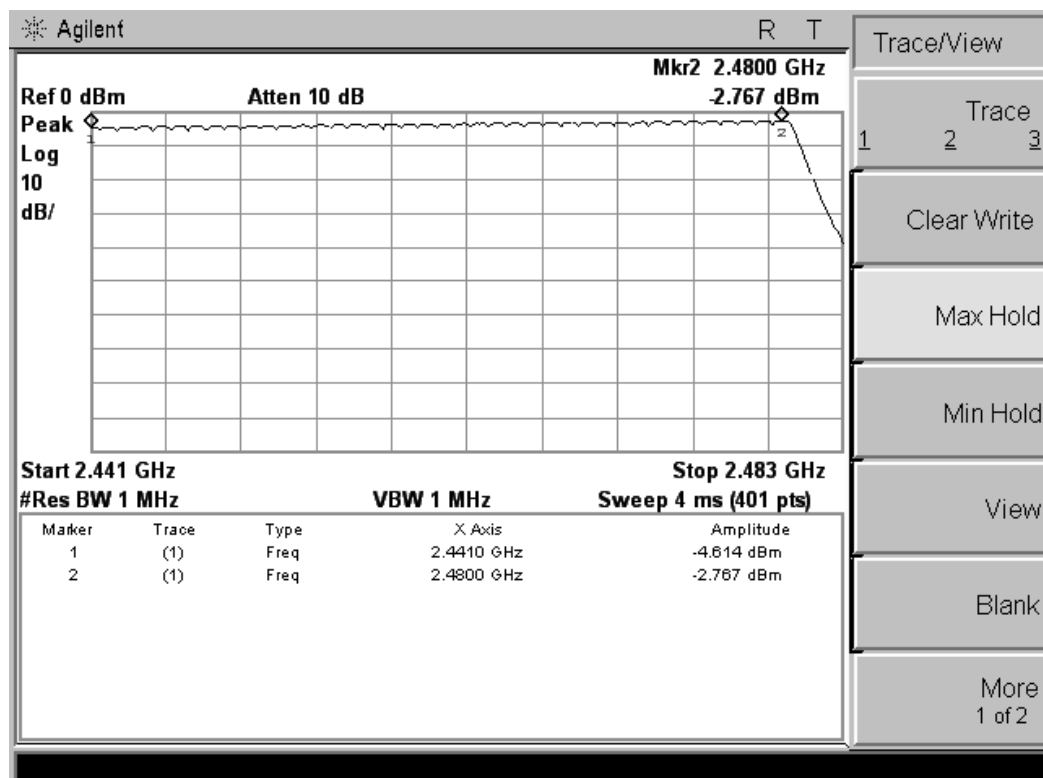 Agilent R T
Trace/View
Mkr2 2.4800 GHz
Ref 0 dBm Atten 10 dB -2.767 dBm
Peak
Log
10
dB/
1
2
Start 2.441 GHz Stop 2.483 GHz
#Res BW 1 MHz VBW 1 MHz Sweep 4 ms (401 pts)
Marker Trace Type X Axis Amplitude
1 (1) Freq 2.4410 GHz -4.614 dBm
2 (1) Freq 2.4800 GHz -2.767 dBm
Trace
1 2 3
Clear Write
Max Hold
Min Hold
View
Blank
More
1 of 2